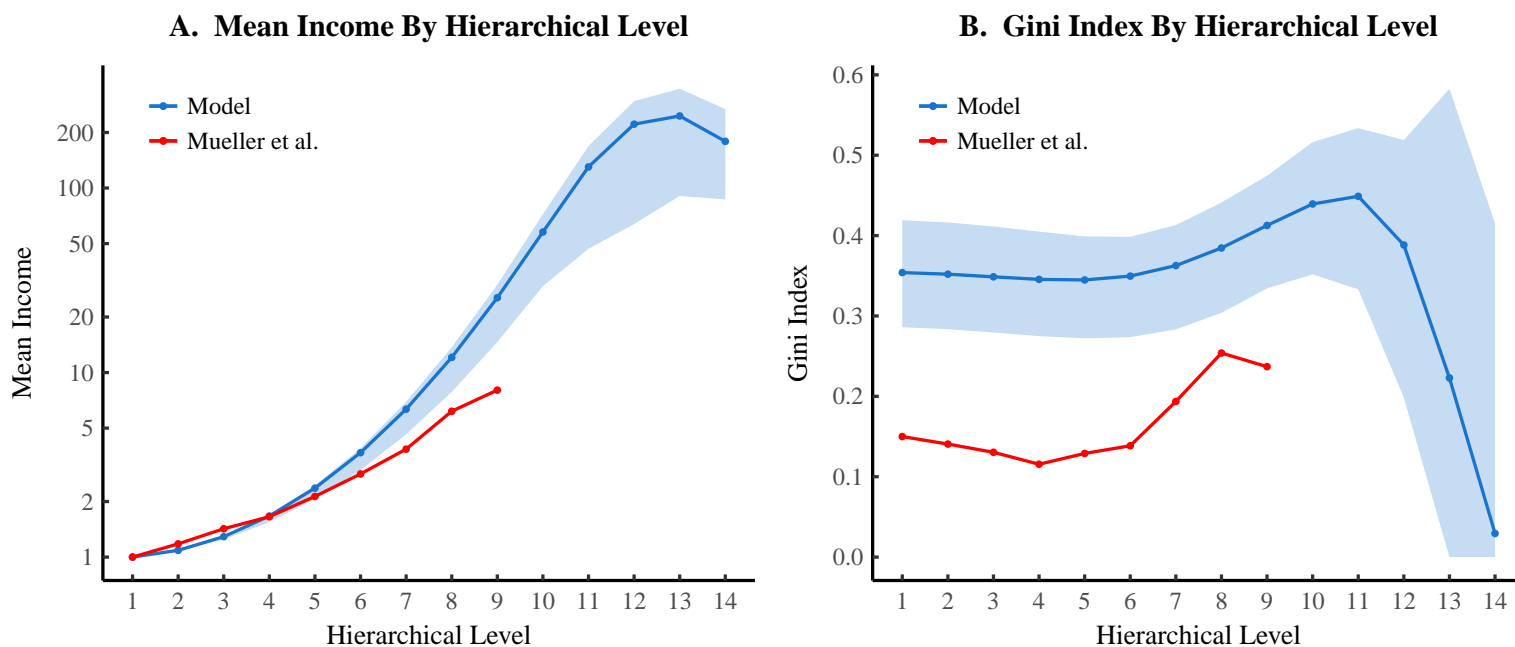 A. Mean Income By Hierarchical Level
Model
Mueller et al.
200
100
50
20
10
5
2
1
Mean Income
1 2 3 4 5 6 7 8 9 10 11 12 13 14
Hierarchical Level
B. Gini Index By Hierarchical Level
Model
Mueller et al.
0.6
0.5
0.4
0.3
0.2
0.1
0.0
Gini Index
1 2 3 4 5 6 7 8 9 10 11 12 13 14
Hierarchical Level